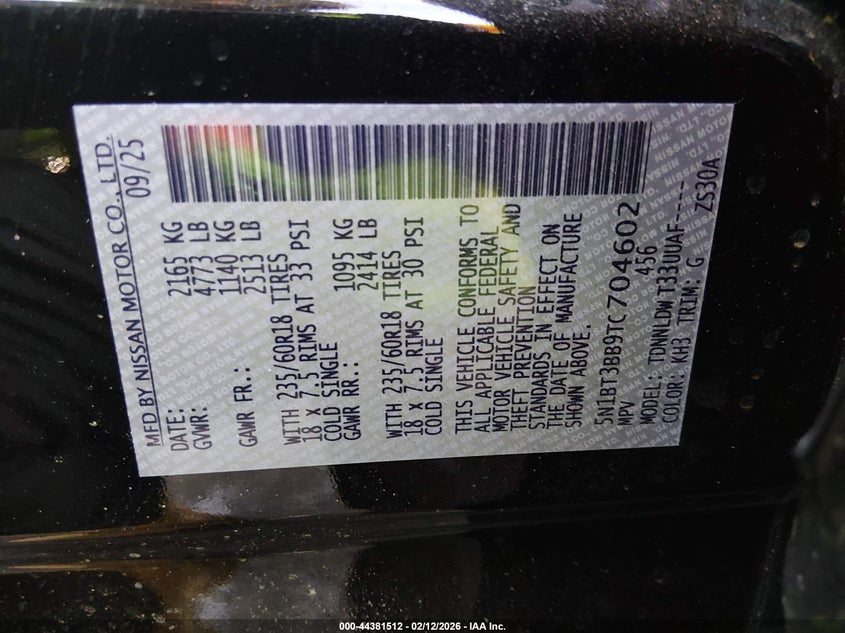 MFD BY NISSAN MOTOR CO., LTD.
DATE: 09/25
GVWR: 2165 KG
4773 LB
GAWR FR.: 1140 KG
2513 LB
WITH 235/60R18 TIRES
18 X 7.5 RIMS AT 33 PSI
COLD SINGLE
GAWR RR.: 1095 KG
2414 LB
WITH 235/60R18 TIRES
18 X 7.5 RIMS AT 30 PSI
COLD SINGLE
THIS VEHICLE CONFORMS TO
ALL APPLICABLE FEDERAL
MOTOR VEHICLE SAFETY AND
THEFT PREVENTION
STANDARDS IN EFFECT ON
THE DATE OF MANUFACTURE
SHOWN ABOVE.
5N1BT3BB9TC704602
MPV 456
MODEL: TDNNLDW T33UUAF-----
COLOR: KH3 TRIM: G ZS30A
000-44381512 - 02/12/2026 - IAA Inc.